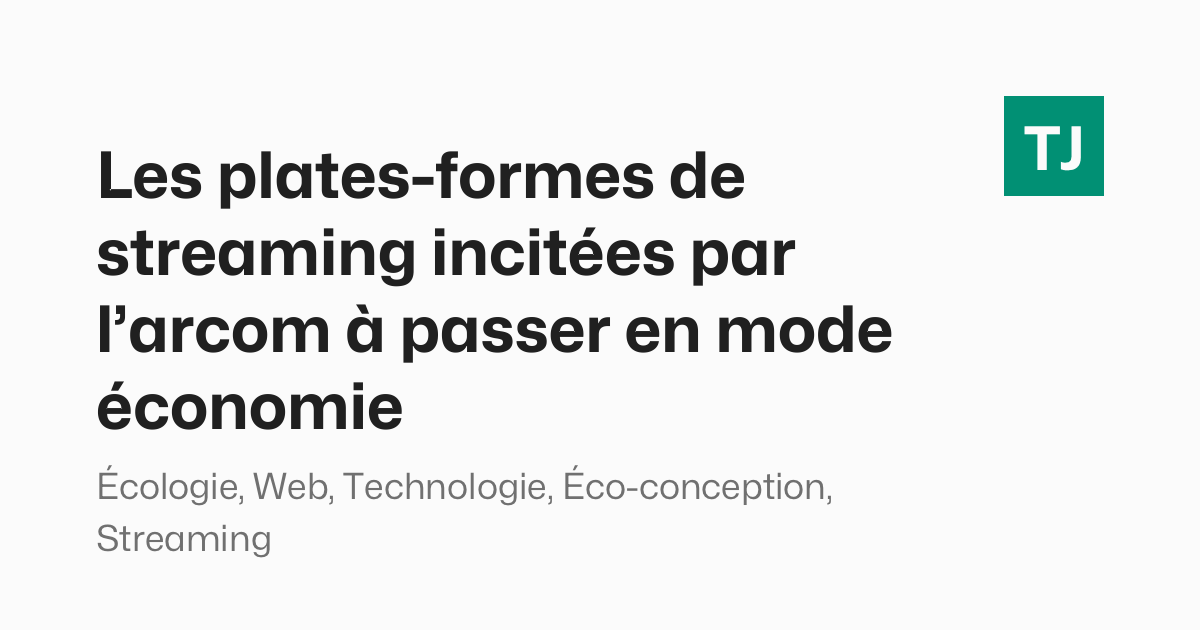 TJ
Les plates-formes de
streaming incitées par
l’arcom à passer en mode
économie
Écologie, Web, Technologie, Éco-conception,
Streaming